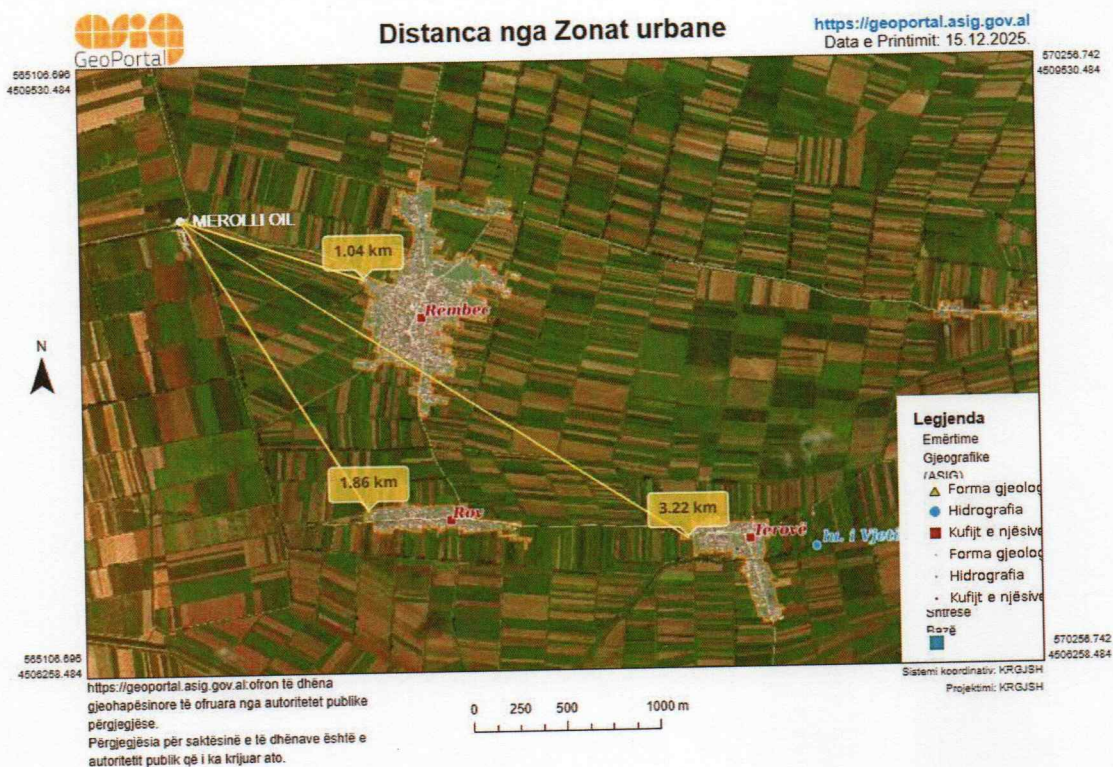 asig
GeoPortal
Distanca nga Zonat urbane
https://geoportal.asig.gov.al
Data e Printimit: 15.12.2025.
565106.696
4509530.484
570256.742
4509530.484
MEROLLI OIL
1.04 km
Rembec
N
1.86 km
Rov
3.22 km
Terovë
lu. i Vjetë
Legjenda
Emërtime
Gjeografike
(ASIG)
Forma gjeolog
Hidrografia
Kufijt e njësive
Forma gjeolog
Hidrografia
Kufijt e njësive
Shtresë
Bazë
565106.696
4506258.484
570256.742
4506258.484
Sistemi koordinativ: KRGJSH
Projektimi: KRGJSH
https://geoportal.asig.gov.al:ofron të dhëna
gjeohapësinore të ofruara nga autoritetet publike
përgjegjëse.
Përgjegjësia për saktësinë e të dhënave është e
autoritetit publik që i ka krijuar ato.
0 250 500 1000 m